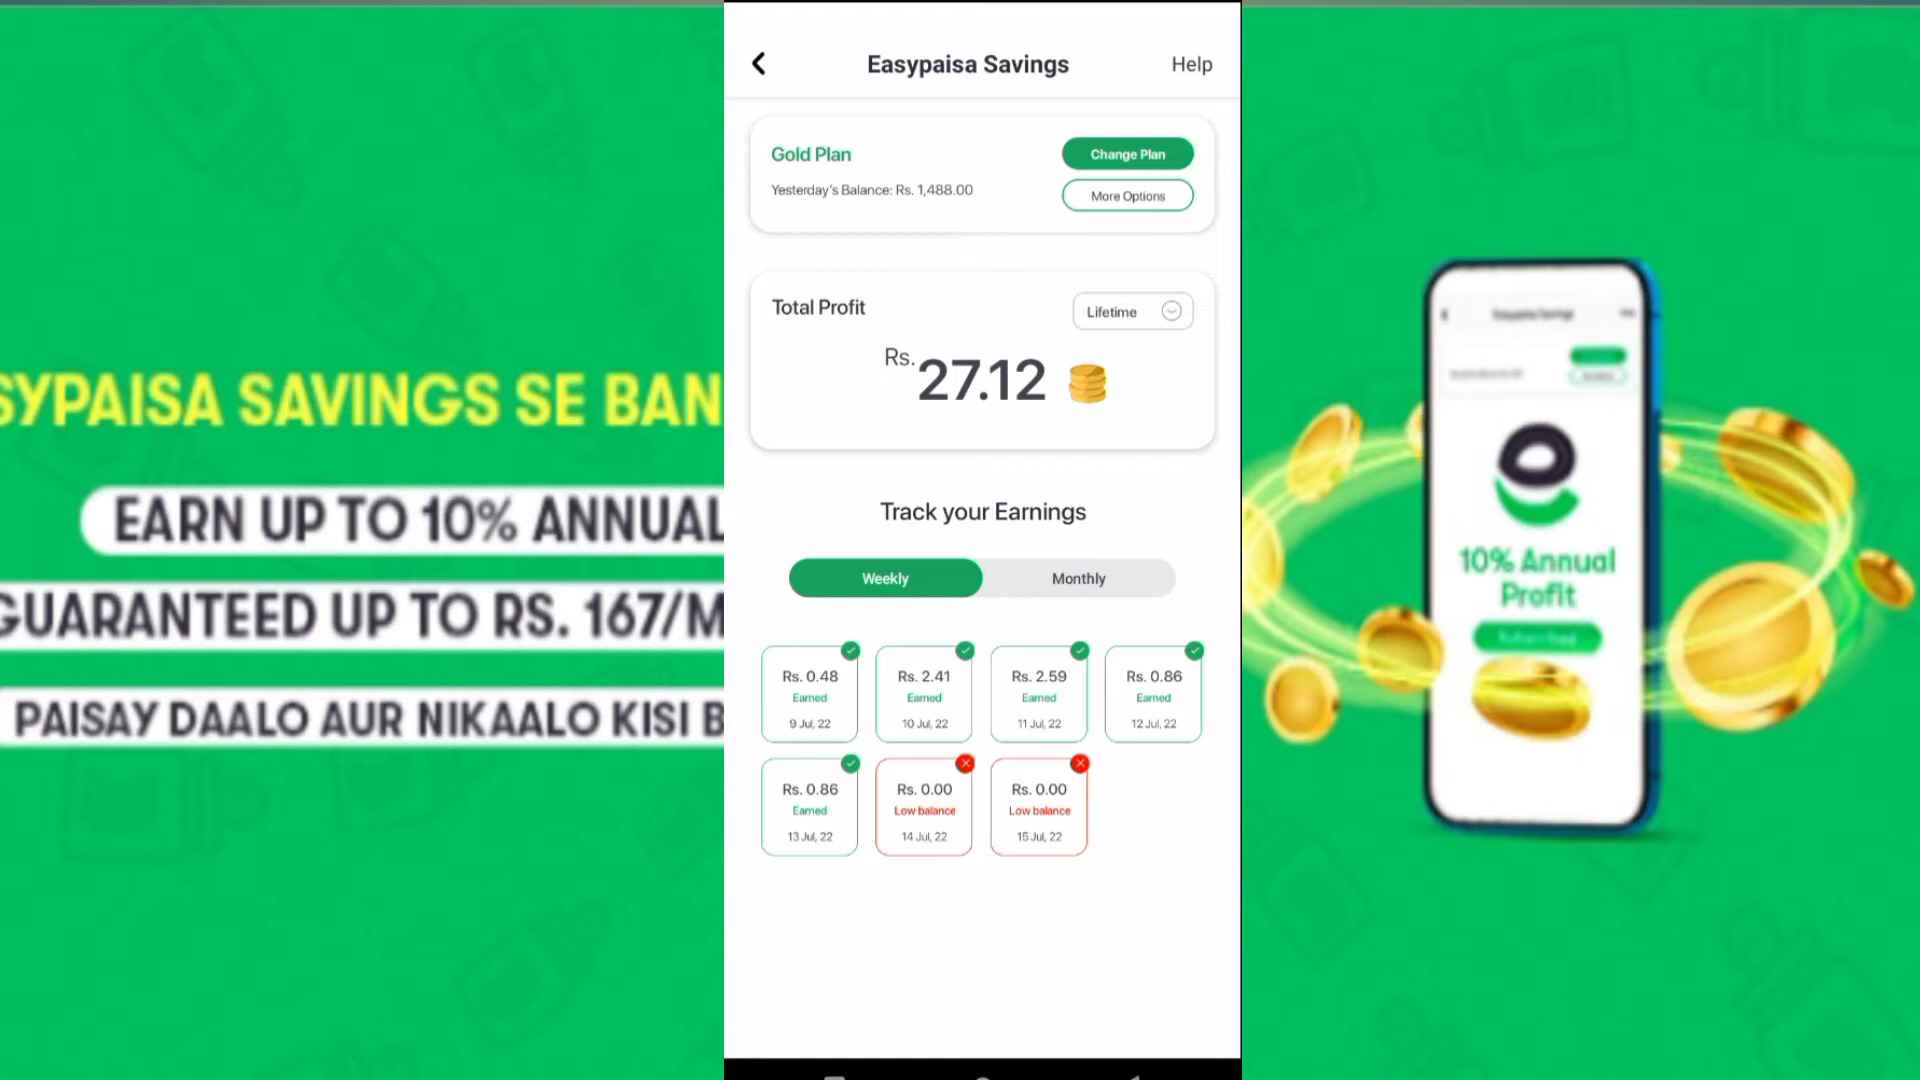 Easypaisa Savings
Help
Gold Plan
Change Plan
Yesterday's Balance: Rs. 1,488.00
More Options
Total Profit
Lifetime
Rs. 27.12
Track your Earnings
Weekly
Monthly
Rs. 0.48
Earned
9 Jul, 22
Rs. 2.41
Earned
10 Jul, 22
Rs. 2.59
Earned
11 Jul, 22
Rs. 0.86
Earned
12 Jul, 22
Rs. 0.86
Earned
13 Jul, 22
Rs. 0.00
Low balance
14 Jul, 22
Rs. 0.00
Low balance
15 Jul, 22
SYPAISA SAVINGS SE BAN
EARN UP TO 10% ANNUAL
GUARANTEED UP TO RS. 167/M
PAISAY DAALO AUR NIKAALO KISI B
Easypaisa Savings
10% Annual
Profit